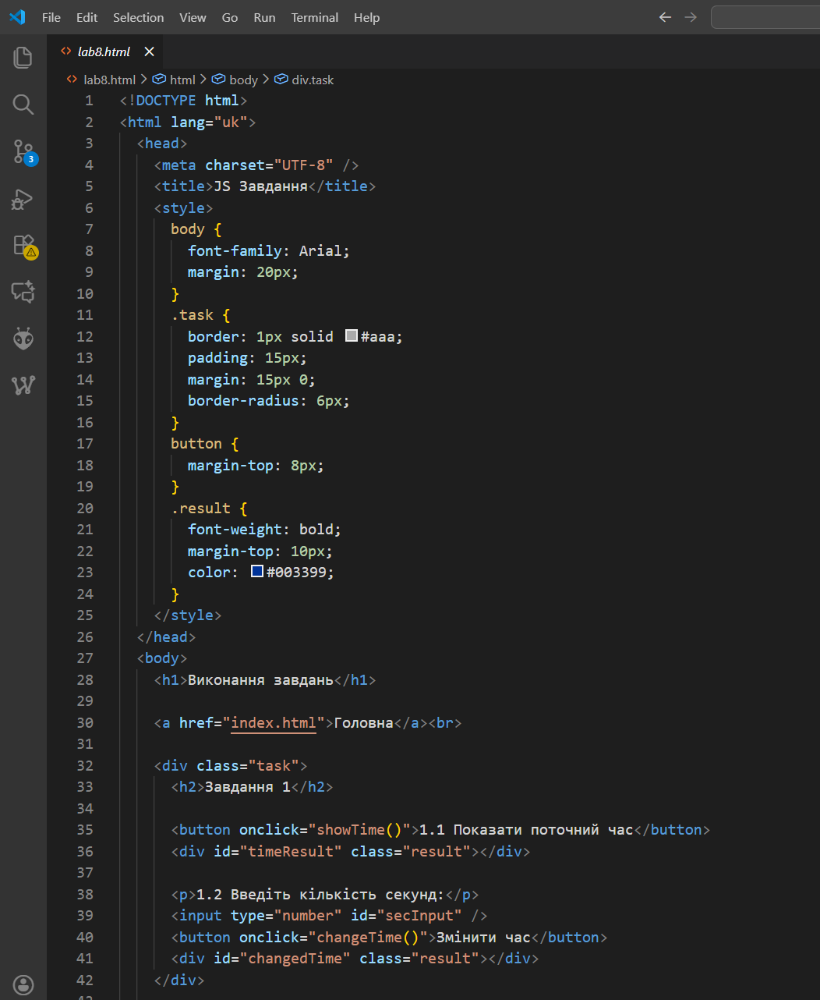 File Edit Selection View Go Run Terminal Help
lab8.html
lab8.html > html > body > div.task
3
1 <!DOCTYPE html>
2 <html lang="uk">
3 <head>
4 <meta charset="UTF-8" />
5 <title>JS Завдання</title>
6 <style>
7 body {
8 font-family: Arial;
9 margin: 20px;
10 }
11 .task {
12 border: 1px solid #aaa;
13 padding: 15px;
14 margin: 15px 0;
15 border-radius: 6px;
16 }
17 button {
18 margin-top: 8px;
19 }
20 .result {
21 font-weight: bold;
22 margin-top: 10px;
23 color: #003399;
24 }
25 </style>
26 </head>
27 <body>
28 <h1>Виконання завдань</h1>
29
30 <a href="index.html">Головна</a><br>
31
32 <div class="task">
33 <h2>Завдання 1</h2>
34
35 <button onclick="showTime()">1.1 Показати поточний час</button>
36 <div id="timeResult" class="result"></div>
37
38 <p>1.2 Введіть кількість секунд:</p>
39 <input type="number" id="secInput" />
40 <button onclick="changeTime()">Змінити час</button>
41 <div id="changedTime" class="result"></div>
42 </div>